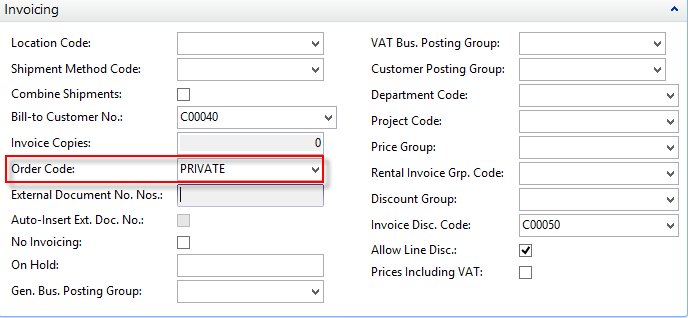 Invoicing
Location Code:
Shipment Method Code:
Combine Shipments:
Bill-to Customer No.: C00040
Invoice Copies: 0
Order Code: PRIVATE
External Document No. Nos.:
Auto-Insert Ext. Doc. No.:
No Invoicing:
On Hold:
Gen. Bus. Posting Group:
VAT Bus. Posting Group:
Customer Posting Group:
Department Code:
Project Code:
Price Group:
Rental Invoice Grp. Code:
Discount Group:
Invoice Disc. Code: C00050
Allow Line Disc.:
Prices Including VAT: